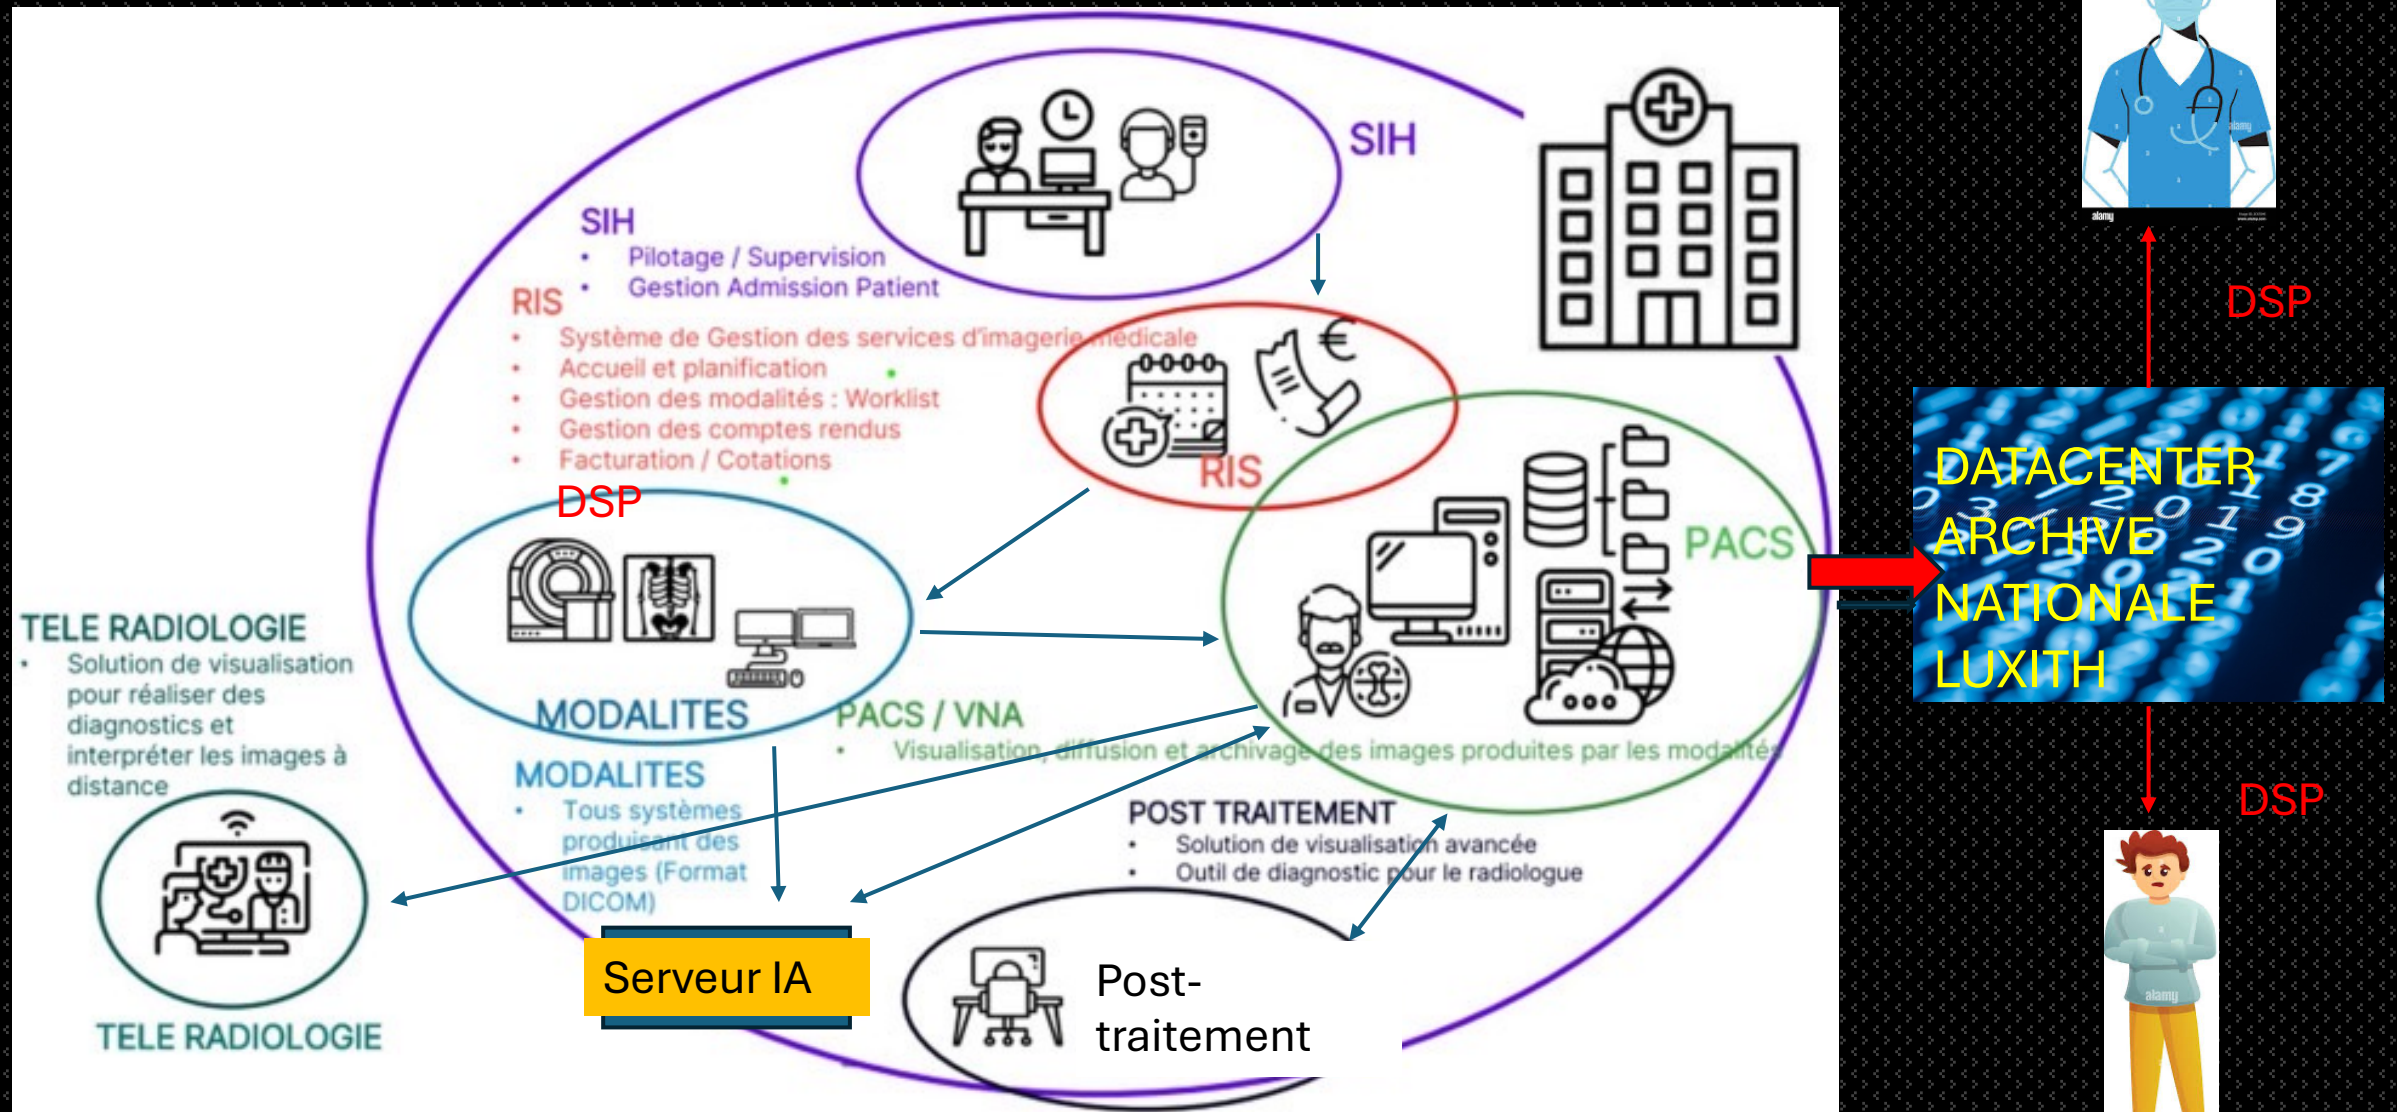 SIH
SIH
• Pilotage / Supervision
• Gestion Admission Patient
RIS
• Système de Gestion des services d'imagerie médicale
• Accueil et planification
• Gestion des modalités : Worklist
• Gestion des comptes rendus
• Facturation / Cotations
RIS
DSP
PACS
MODALITES
PACS / VNA
• Visualisation, diffusion et archivage des images produites par les modalités
MODALITES
• Tous systèmes
produisant des
images (Format
DICOM)
TELE RADIOLOGIE
• Solution de visualisation
pour réaliser des
diagnostics et
interpréter les images à
distance
TELE RADIOLOGIE
POST TRAITEMENT
• Solution de visualisation avancée
• Outil de diagnostic pour le radiologue
Serveur IA
Post-
traitement
alamy
alamy
DSP
DATACENTER
ARCHIVE
NATIONALE
LUXITH
DSP
alamy